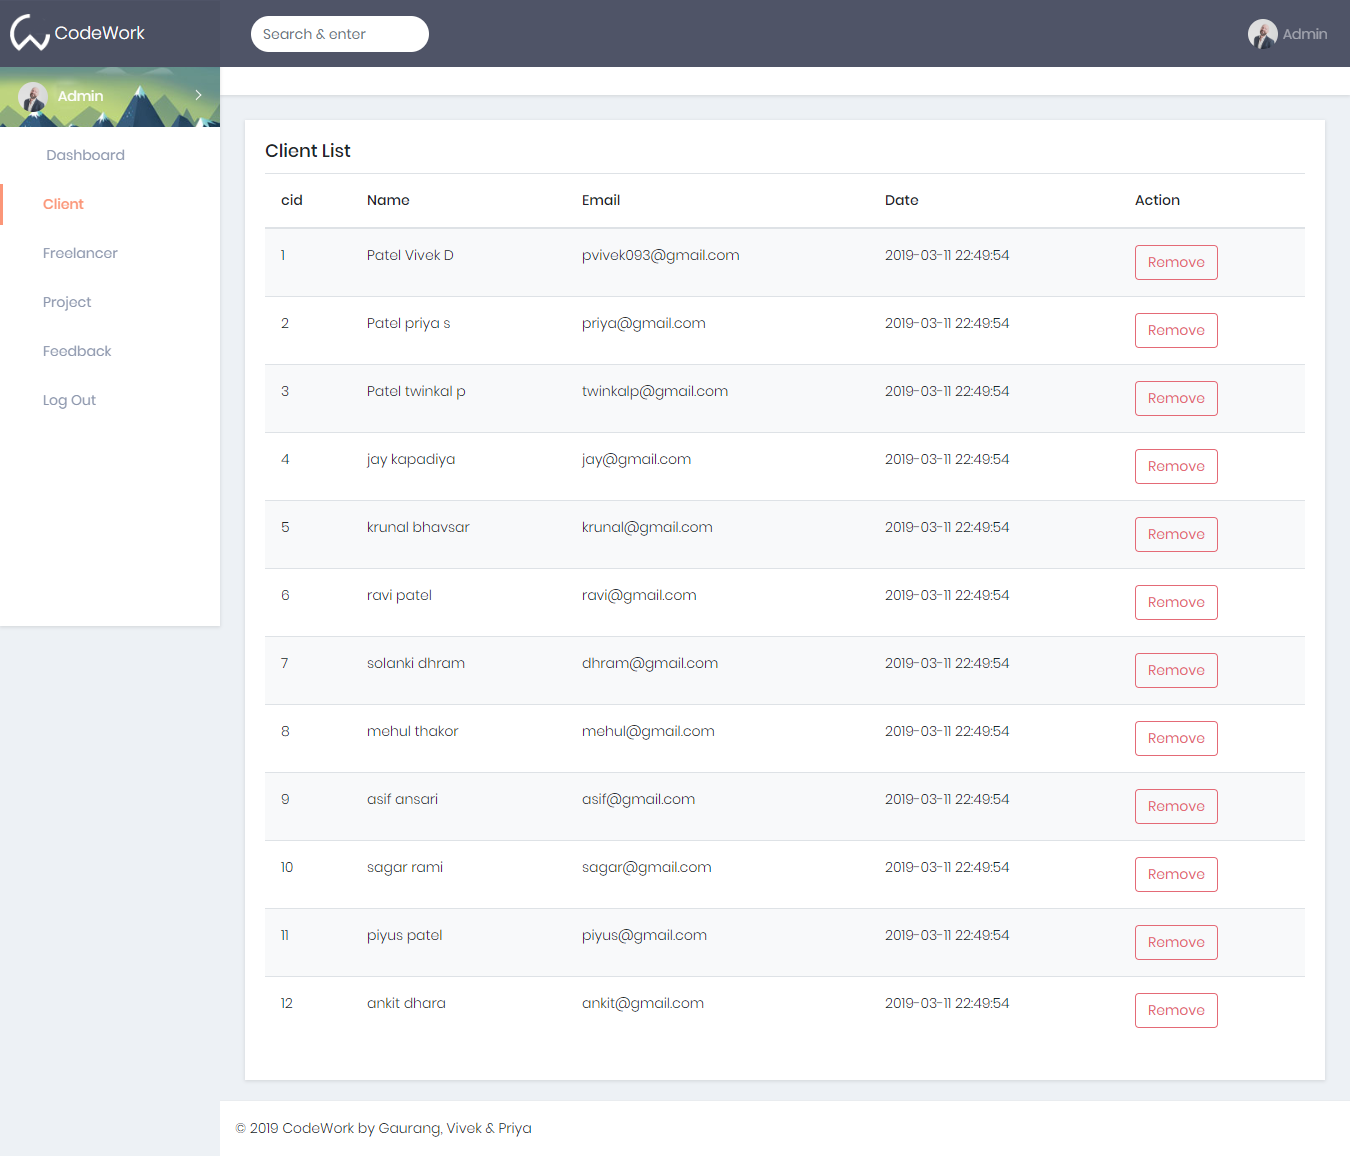 CodeWork
Search & enter
Admin
Admin
Dashboard
Client
Freelancer
Project
Feedback
Log Out
Client List
cid Name Email Date Action
1 Patel Vivek D pvivek093@gmail.com 2019-03-11 22:49:54 Remove
2 Patel priya s priya@gmail.com 2019-03-11 22:49:54 Remove
3 Patel twinkal p twinkalp@gmail.com 2019-03-11 22:49:54 Remove
4 jay kapadiya jay@gmail.com 2019-03-11 22:49:54 Remove
5 krunal bhavsar krunal@gmail.com 2019-03-11 22:49:54 Remove
6 ravi patel ravi@gmail.com 2019-03-11 22:49:54 Remove
7 solanki dhram dhram@gmail.com 2019-03-11 22:49:54 Remove
8 mehul thakor mehul@gmail.com 2019-03-11 22:49:54 Remove
9 asif ansari asif@gmail.com 2019-03-11 22:49:54 Remove
10 sagar rami sagar@gmail.com 2019-03-11 22:49:54 Remove
11 piyus patel piyus@gmail.com 2019-03-11 22:49:54 Remove
12 ankit dhara ankit@gmail.com 2019-03-11 22:49:54 Remove
© 2019 CodeWork by Gaurang, Vivek & Priya